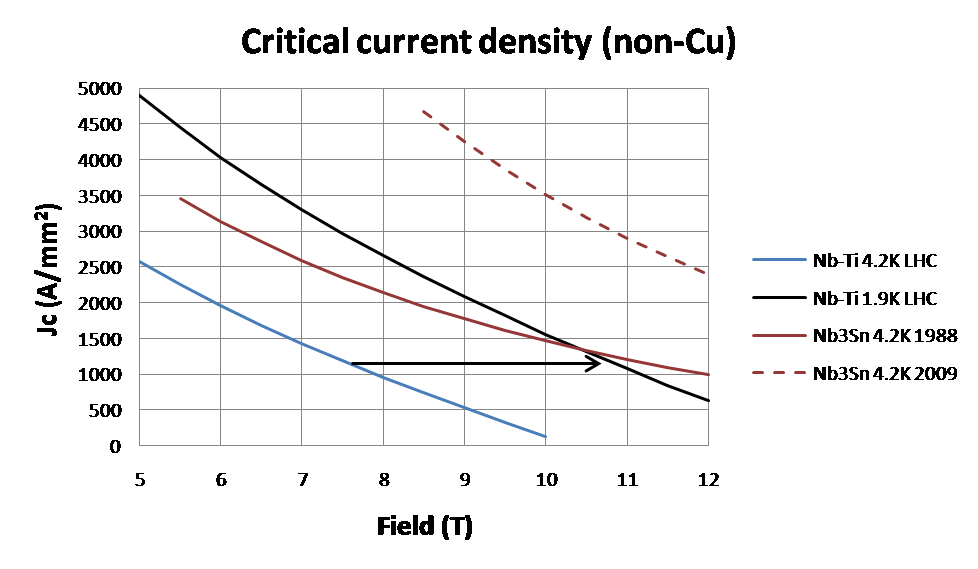 Critical current density (non-Cu)
Jc (A/mm²)
5000
4500
4000
3500
3000
2500
2000
1500
1000
500
0
5 6 7 8 9 10 11 12
Field (T)
Nb-Ti 4.2K LHC
Nb-Ti 1.9K LHC
Nb3Sn 4.2K 1988
Nb3Sn 4.2K 2009